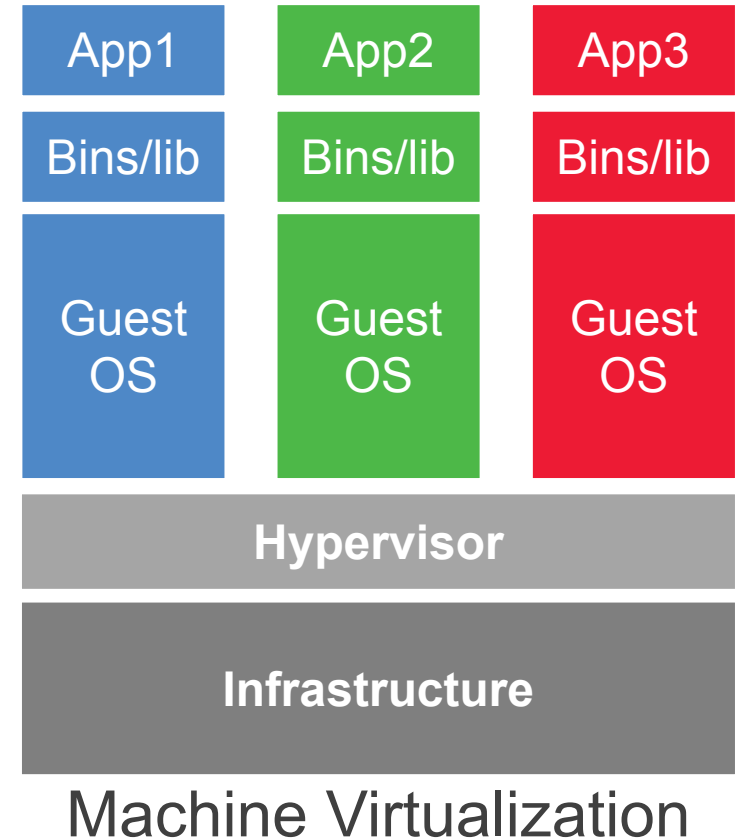 App1
App2
App3
Bins/lib
Bins/lib
Bins/lib
Guest
OS
Guest
OS
Guest
OS
Hypervisor
Infrastructure
Machine Virtualization